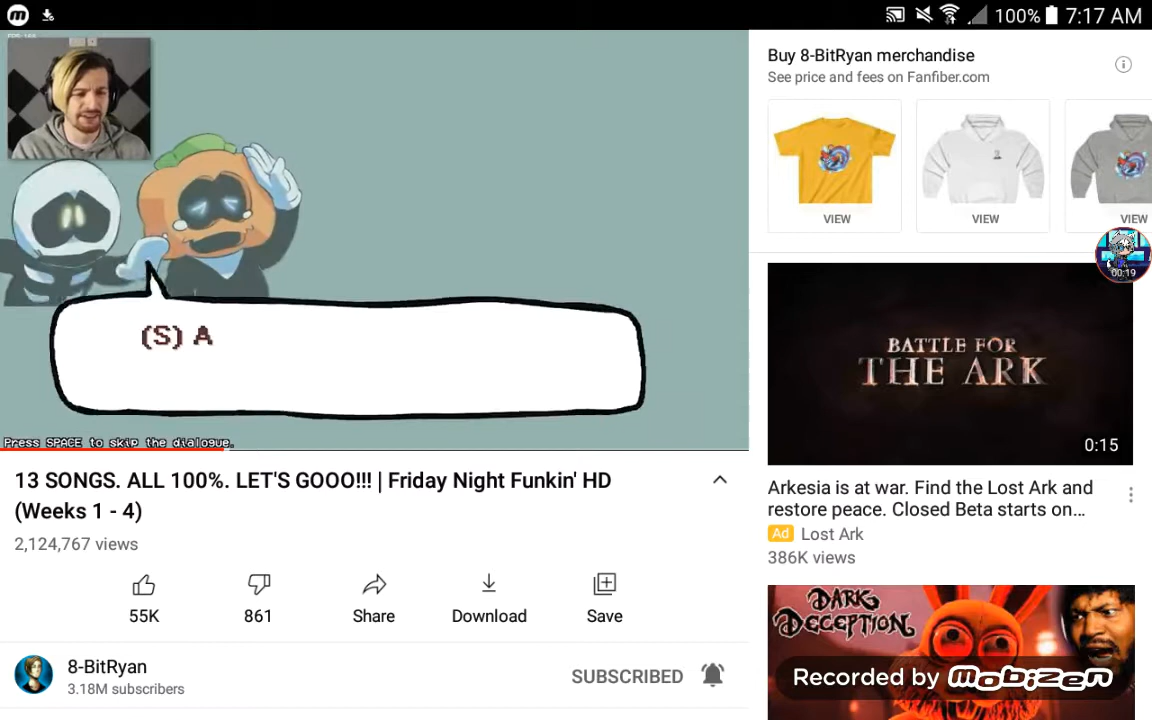 100% 7:17 AM
(S) A
Press SPACE to skip the dialogue.
13 SONGS. ALL 100%. LET'S GOOO!!! | Friday Night Funkin' HD
(Weeks 1 - 4)
2,124,767 views
55K
861
Share
Download
Save
8-BitRyan
3.18M subscribers
SUBSCRIBED
Buy 8-BitRyan merchandise
See price and fees on Fanfiber.com
VIEW
VIEW
VIEW
00:19
BATTLE FOR
THE ARK
0:15
Arkesia is at war. Find the Lost Ark and
restore peace. Closed Beta starts on...
Ad Lost Ark
386K views
DARK
DECEPTION
Recorded by mobizen